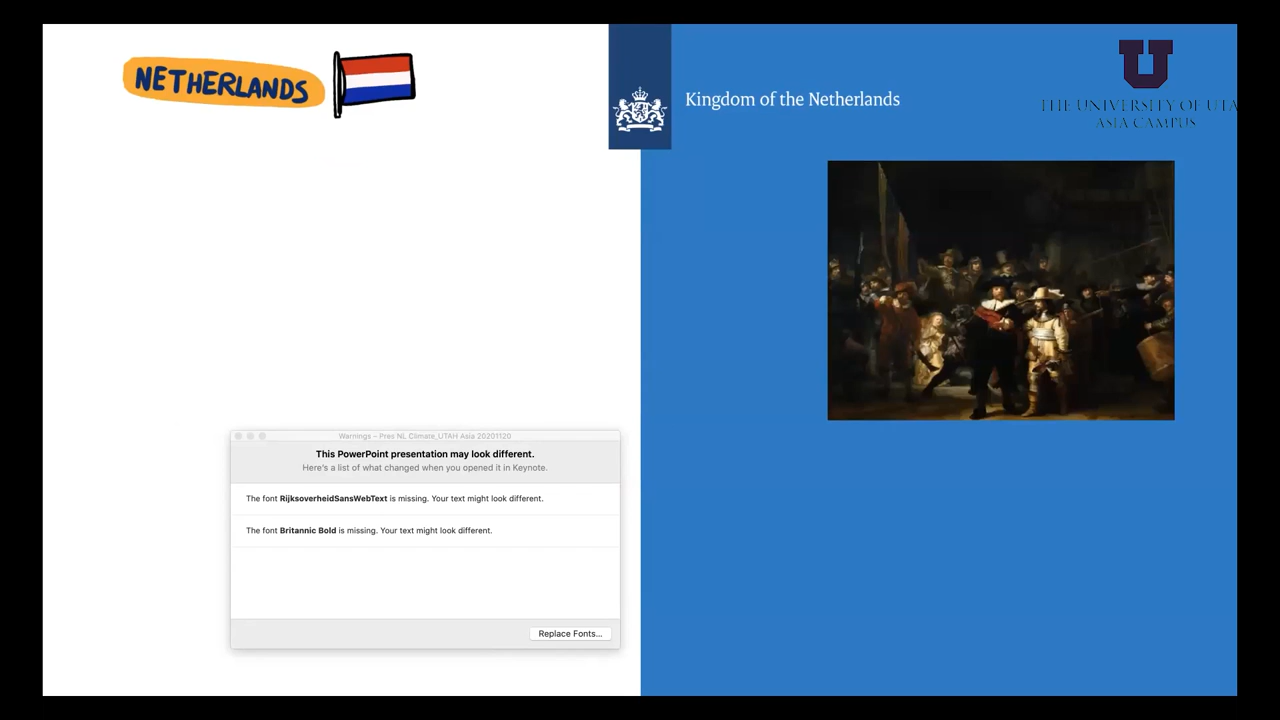 NETHERLANDS
Kingdom of the Netherlands
U
THE UNIVERSITY OF UTA
ASIA CAMPUS
Warnings – Pres NL Climate_UTAH Asia 20201120
This PowerPoint presentation may look different.
Here's a list of what changed when you opened it in Keynote.
The font RijksoverheidSansWebText is missing. Your text might look different.
The font Britannic Bold is missing. Your text might look different.
Replace Fonts...